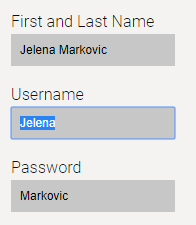 First and Last Name
Jelena Markovic
Username
Jelena
Password
Markovic